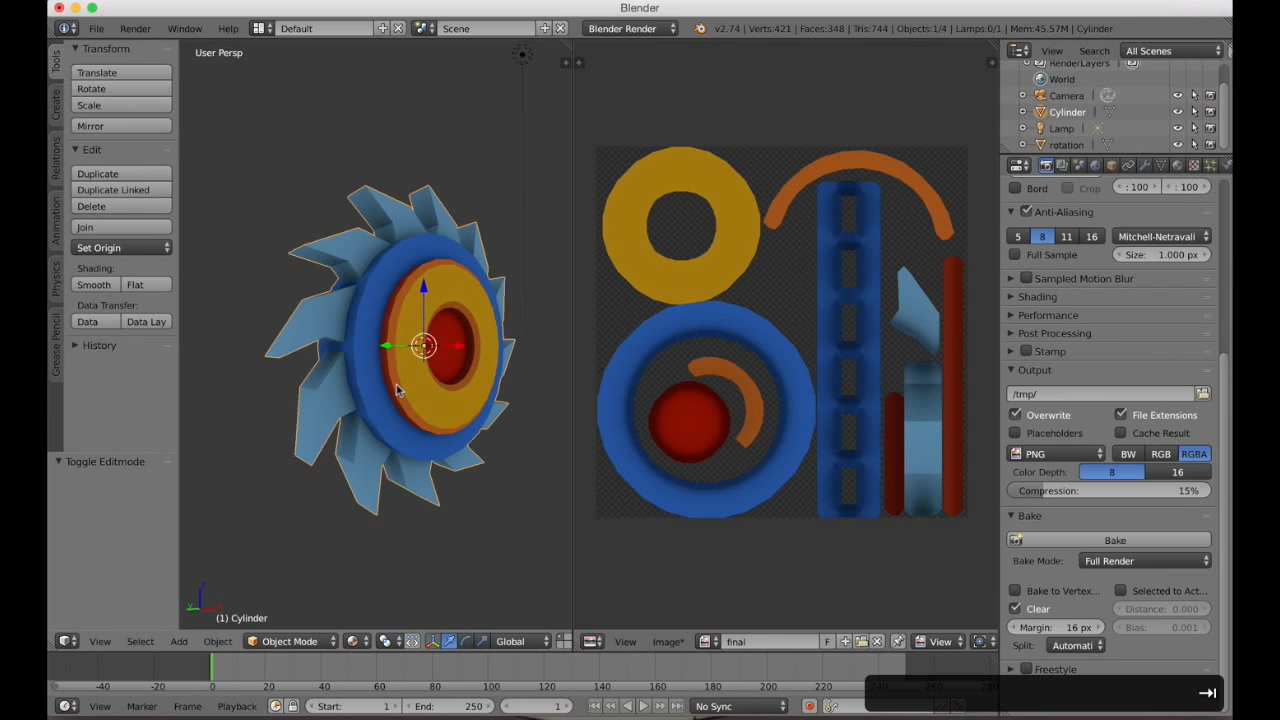 Blender
File Render Window Help Default Scene Blender Render v2.74 | Verts:421 | Faces:348 | Tris:744 | Objects:1/4 | Lamps:0/1 | Mem:45.57M | Cylinder
Tools
Create
Relations
Animation
Physics
Grease Pencil
Transform
Translate
Rotate
Scale
Mirror
Edit
Duplicate
Duplicate Linked
Delete
Join
Set Origin
Shading:
Smooth Flat
Data Transfer:
Data Data Lay
History
Toggle Editmode
User Persp
(1) Cylinder
View Select Add Object Object Mode Global
View Image* final F View
View Search All Scenes
RenderLayers
World
Camera
Cylinder
Lamp
rotation
Bord Crop : 100 : 100
Anti-Aliasing
5 8 11 16 Mitchell-Netravali
Full Sample Size: 1.000 px
Sampled Motion Blur
Shading
Performance
Post Processing
Stamp
Output
/tmp/
Overwrite File Extensions
Placeholders Cache Result
PNG BW RGB RGBA
Color Depth: 8 16
Compression: 15%
Bake
Bake
Bake Mode: Full Render
Bake to Vertex... Selected to Act...
Clear Distance: 0.000
Margin: 16 px Bias: 0.001
Split: Automati
Freestyle
-40 -20 0 20 40 60 80 100 120 140 160 180 200 220 240 260 280
View Marker Frame Playback Start: 1 End: 250 1 No Sync